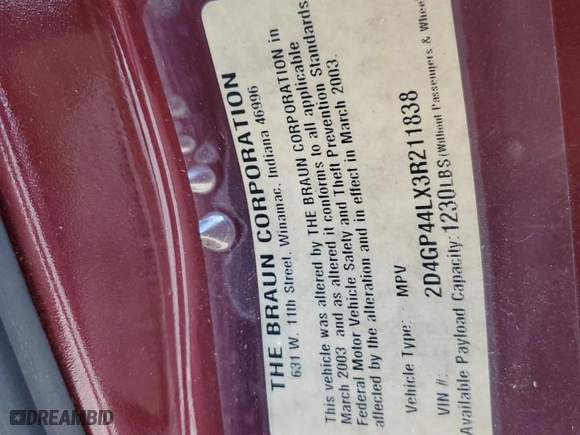 THE BRAUN CORPORATION
631 W. 11th Street, Winamac, Indiana 46996
This vehicle was altered by THE BRAUN CORPORATION in
March 2003 and as altered it conforms to all applicable
Federal Motor Vehicle Safety and Theft Prevention Standards
affected by the alteration and in effect in March 2003.
Vehicle Type: MPV
VIN #: 2D4GP44LX3R211838
Available Payload Capacity: 1230LBS (Without Passengers & Whee
DREAMBID